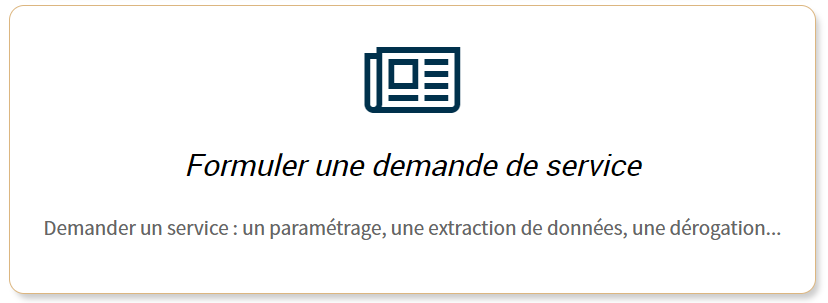 Formuler une demande de service
Demander un service : un paramétrage, une extraction de données, une dérogation...